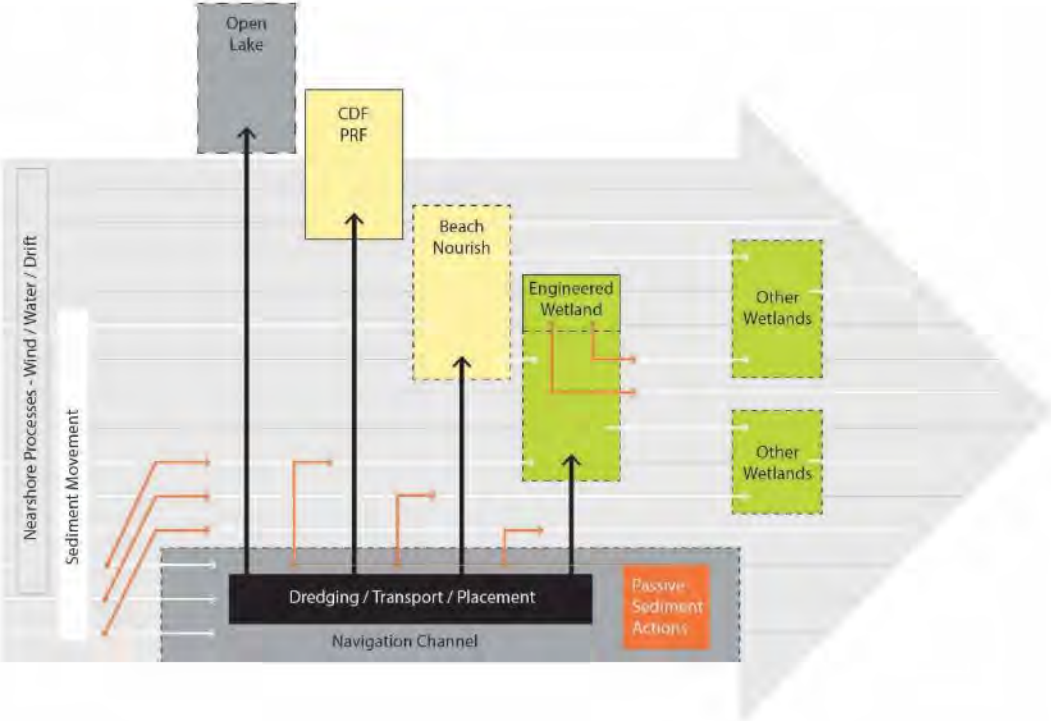 Open
Lake
CDF
PRF
Beach
Nourish
Engineered
Wetland
Other
Wetlands
Other
Wetlands
Nearshore Processes - Wind / Water / Drift
Sediment Movement
Dredging / Transport / Placement
Passive
Sediment
Actions
Navigation Channel